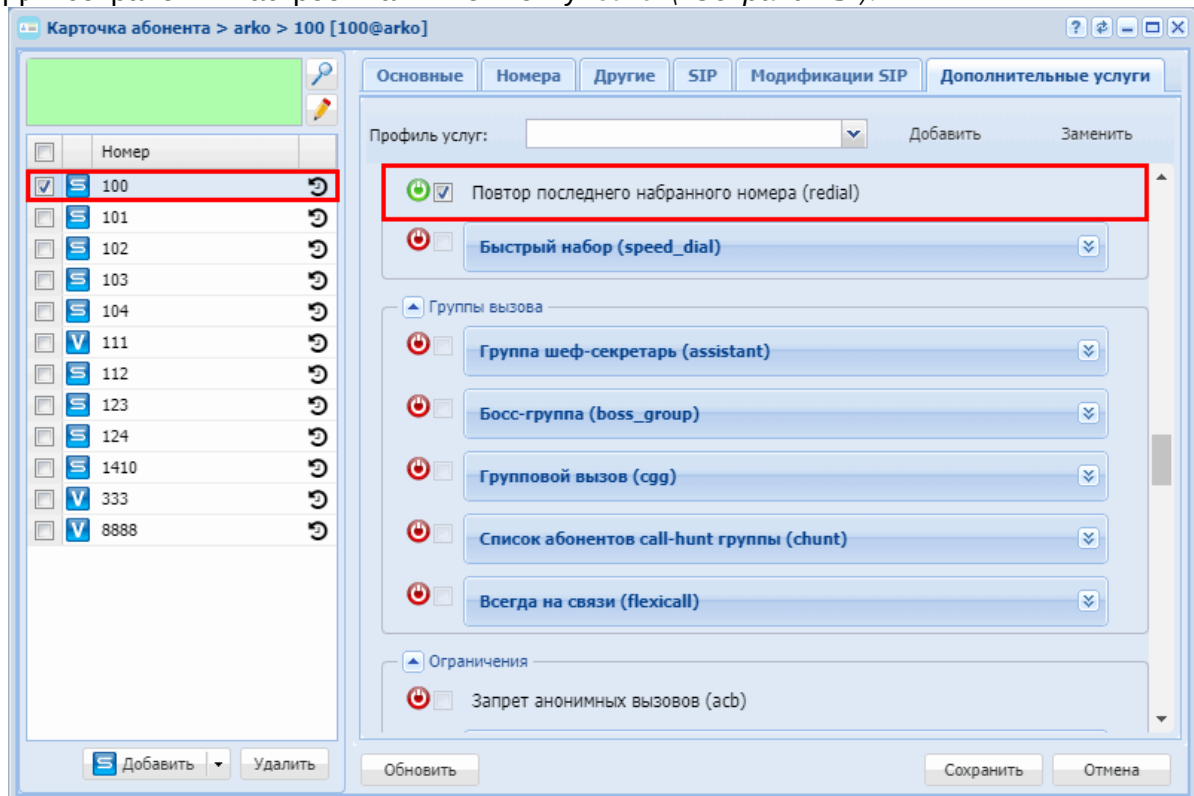 Карточка абонента > arko > 100 [100@arko]
Основные Номера Другие SIP Модификации SIP Дополнительные услуги
Профиль услуг: Добавить Заменить
Номер
100
101
102
103
104
111
112
123
124
1410
333
8888
Повтор последнего набранного номера (redial)
Быстрый набор (speed_dial)
Группы вызова
Группа шеф-секретарь (assistant)
Босс-группа (boss_group)
Групповой вызов (cgg)
Список абонентов call-hunt группы (chunt)
Всегда на связи (flexicall)
Ограничения
Запрет анонимных вызовов (acb)
Добавить Удалить
Обновить Сохранить Отмена